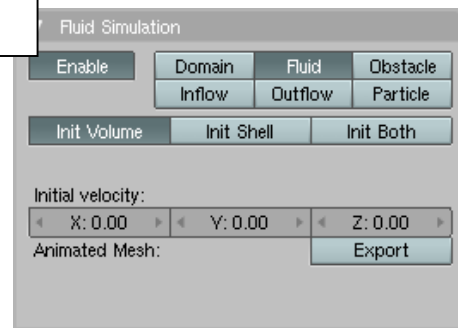 Fluid Simulation
Enable Domain Fluid Obstacle
Inflow Outflow Particle
Init Volume Init Shell Init Both
Initial velocity:
X: 0.00 Y: 0.00 Z: 0.00
Animated Mesh: Export